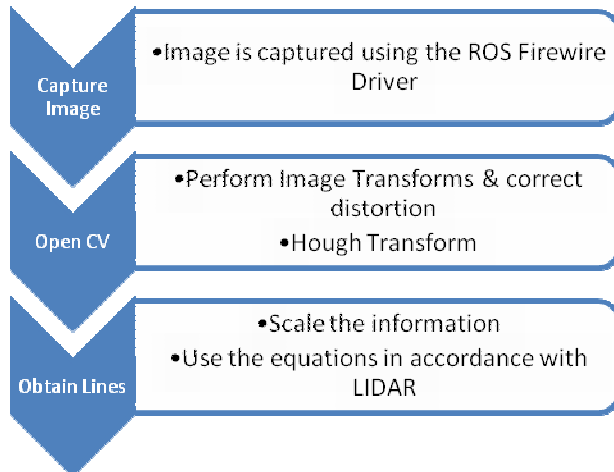 Capture
Image
•Image is captured using the ROS Firewire
Driver
Open CV
•Perform Image Transforms & correct
distortion
•Hough Transform
Obtain Lines
•Scale the information
•Use the equations in accordance with
LIDAR